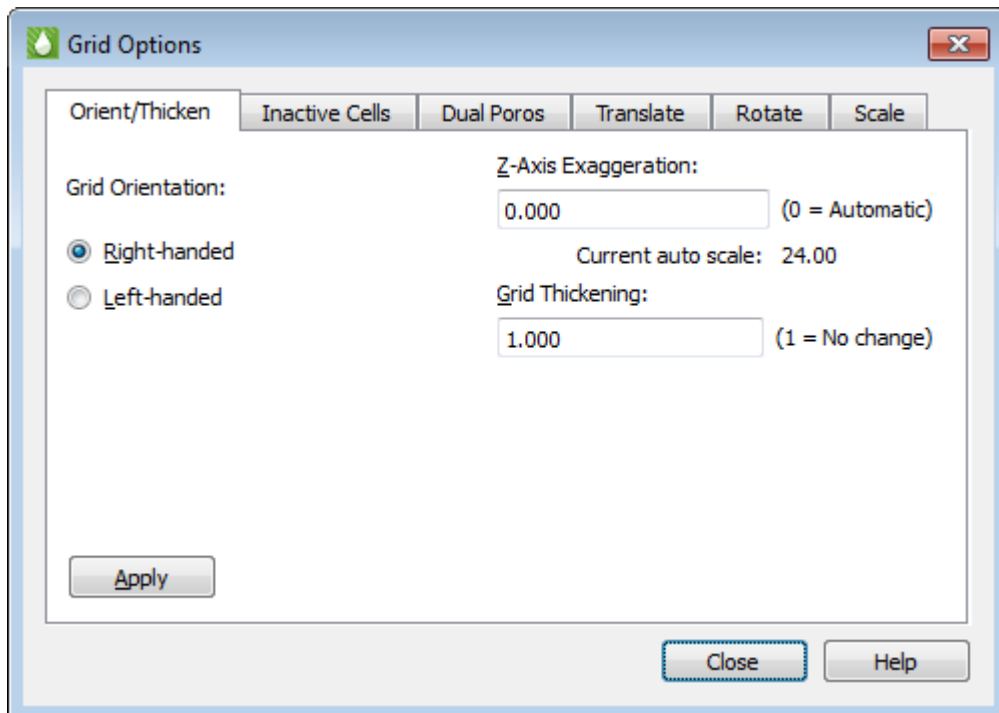 Grid Options
Orient/Thicken Inactive Cells Dual Poros Translate Rotate Scale
Grid Orientation:
Right-handed
Left-handed
Z-Axis Exaggeration:
0.000 (0 = Automatic)
Current auto scale: 24.00
Grid Thickening:
1.000 (1 = No change)
Apply
Close Help